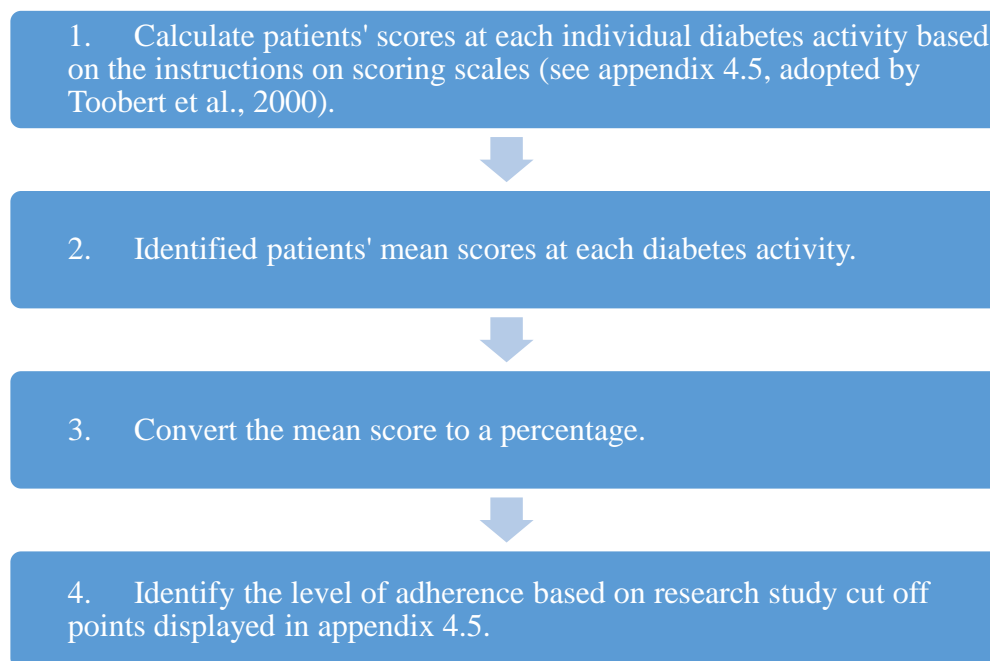 1. Calculate patients' scores at each individual diabetes activity based
on the instructions on scoring scales (see appendix 4.5, adopted by
Toobert et al., 2000).
2. Identified patients' mean scores at each diabetes activity.
3. Convert the mean score to a percentage.
4. Identify the level of adherence based on research study cut off
points displayed in appendix 4.5.